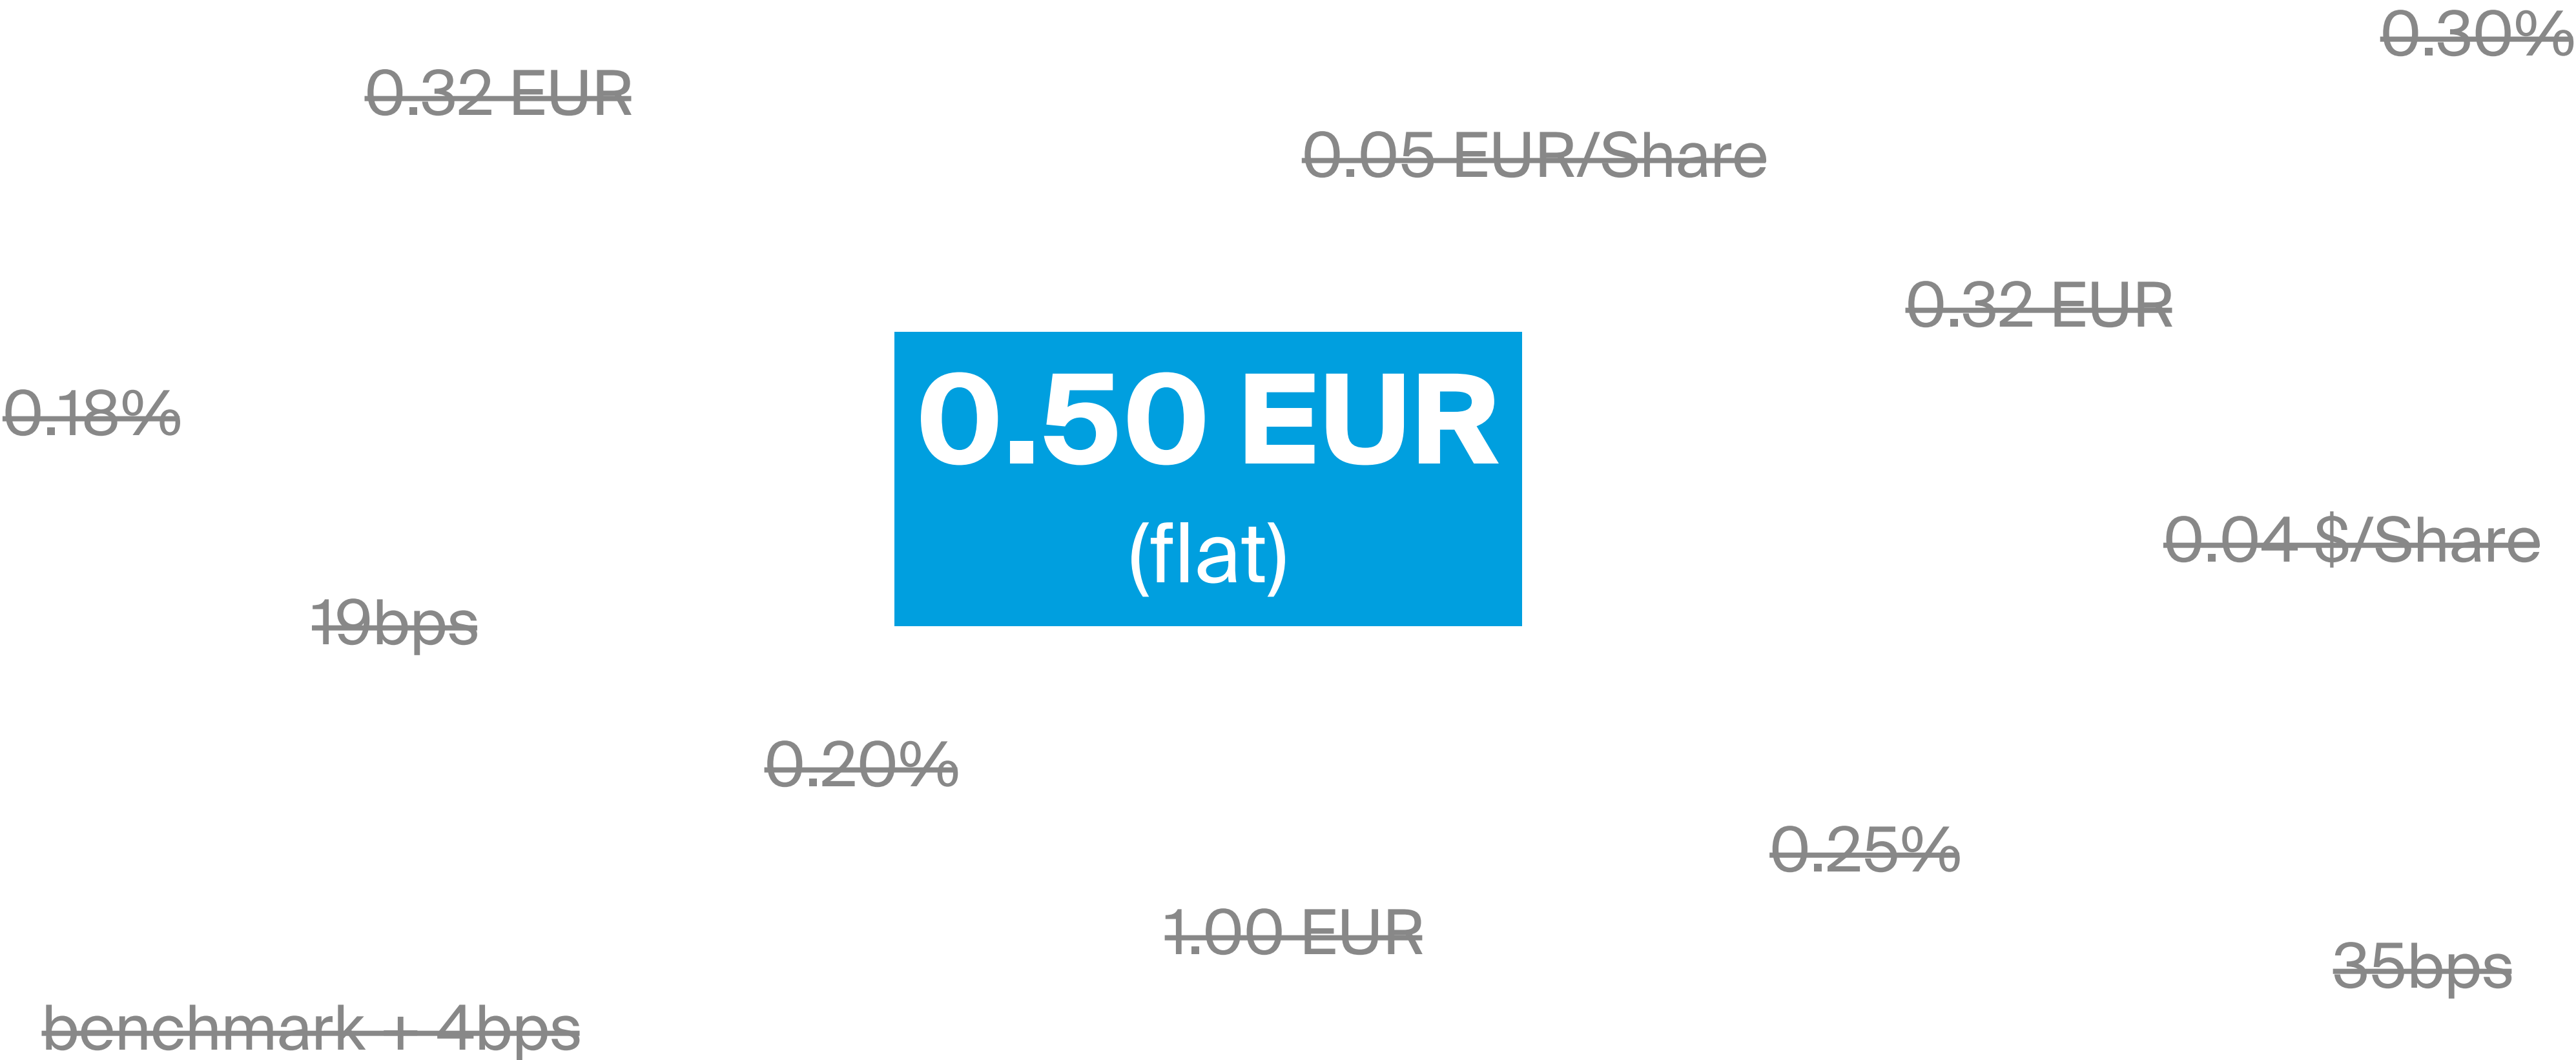 0.30%
0.32 EUR
0.05 EUR/Share
0.32 EUR
0.50 EUR
(flat)
0.18%
0.04 $/Share
19bps
0.20%
0.25%
1.00 EUR
35bps
benchmark + 4bps